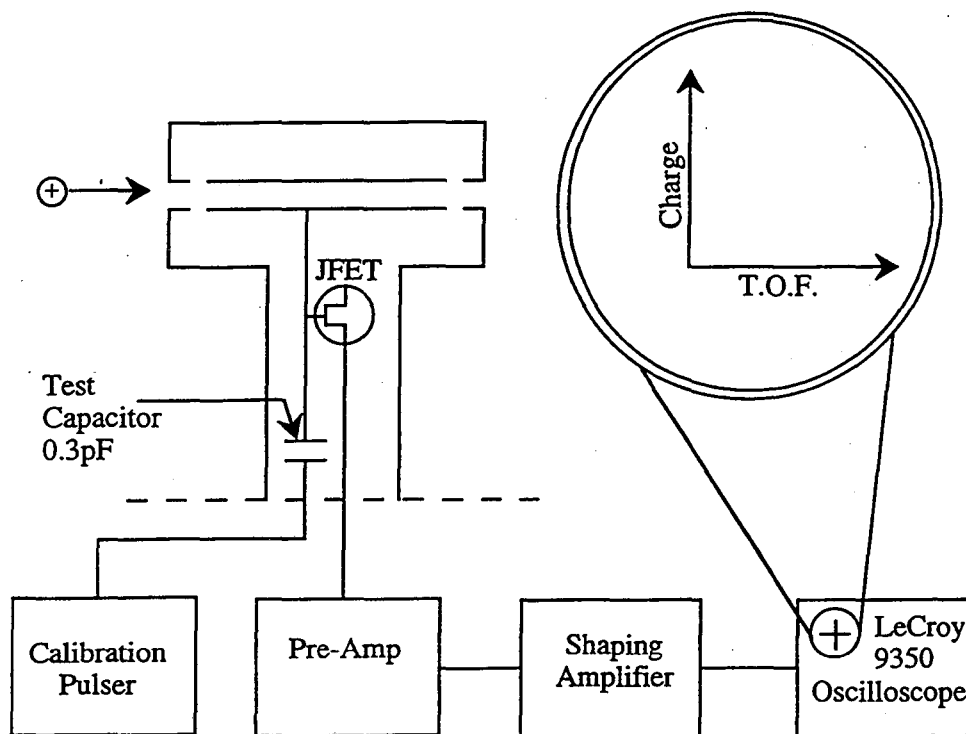 Charge
T.O.F.
JFET
Test
Capacitor
0.3pF
Calibration
Pulser
Pre-Amp
Shaping
Amplifier
LeCroy
9350
Oscilloscope